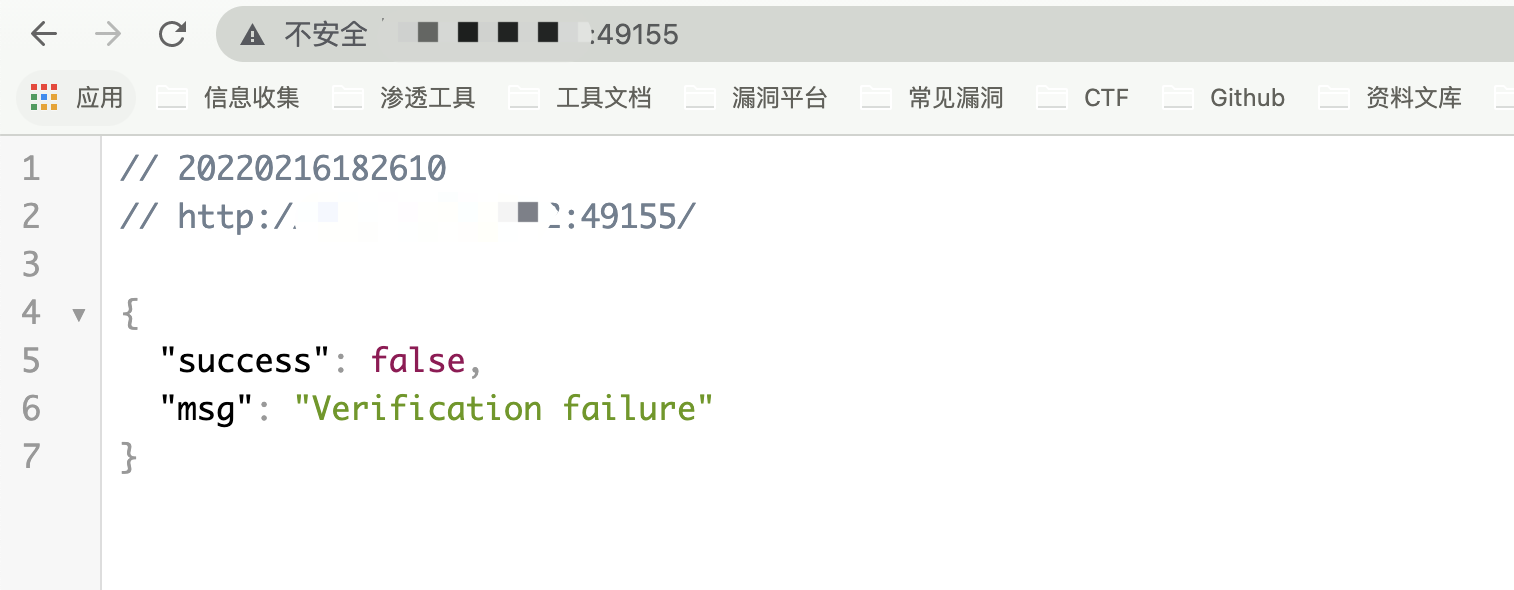 不安全 :49155
应用 信息收集 渗透工具 工具文档 漏洞平台 常见漏洞 CTF Github 资料文库
1 // 20220216182610
2 // http:/ :49155/
3
4 {
5 "success": false,
6 "msg": "Verification failure"
7 }